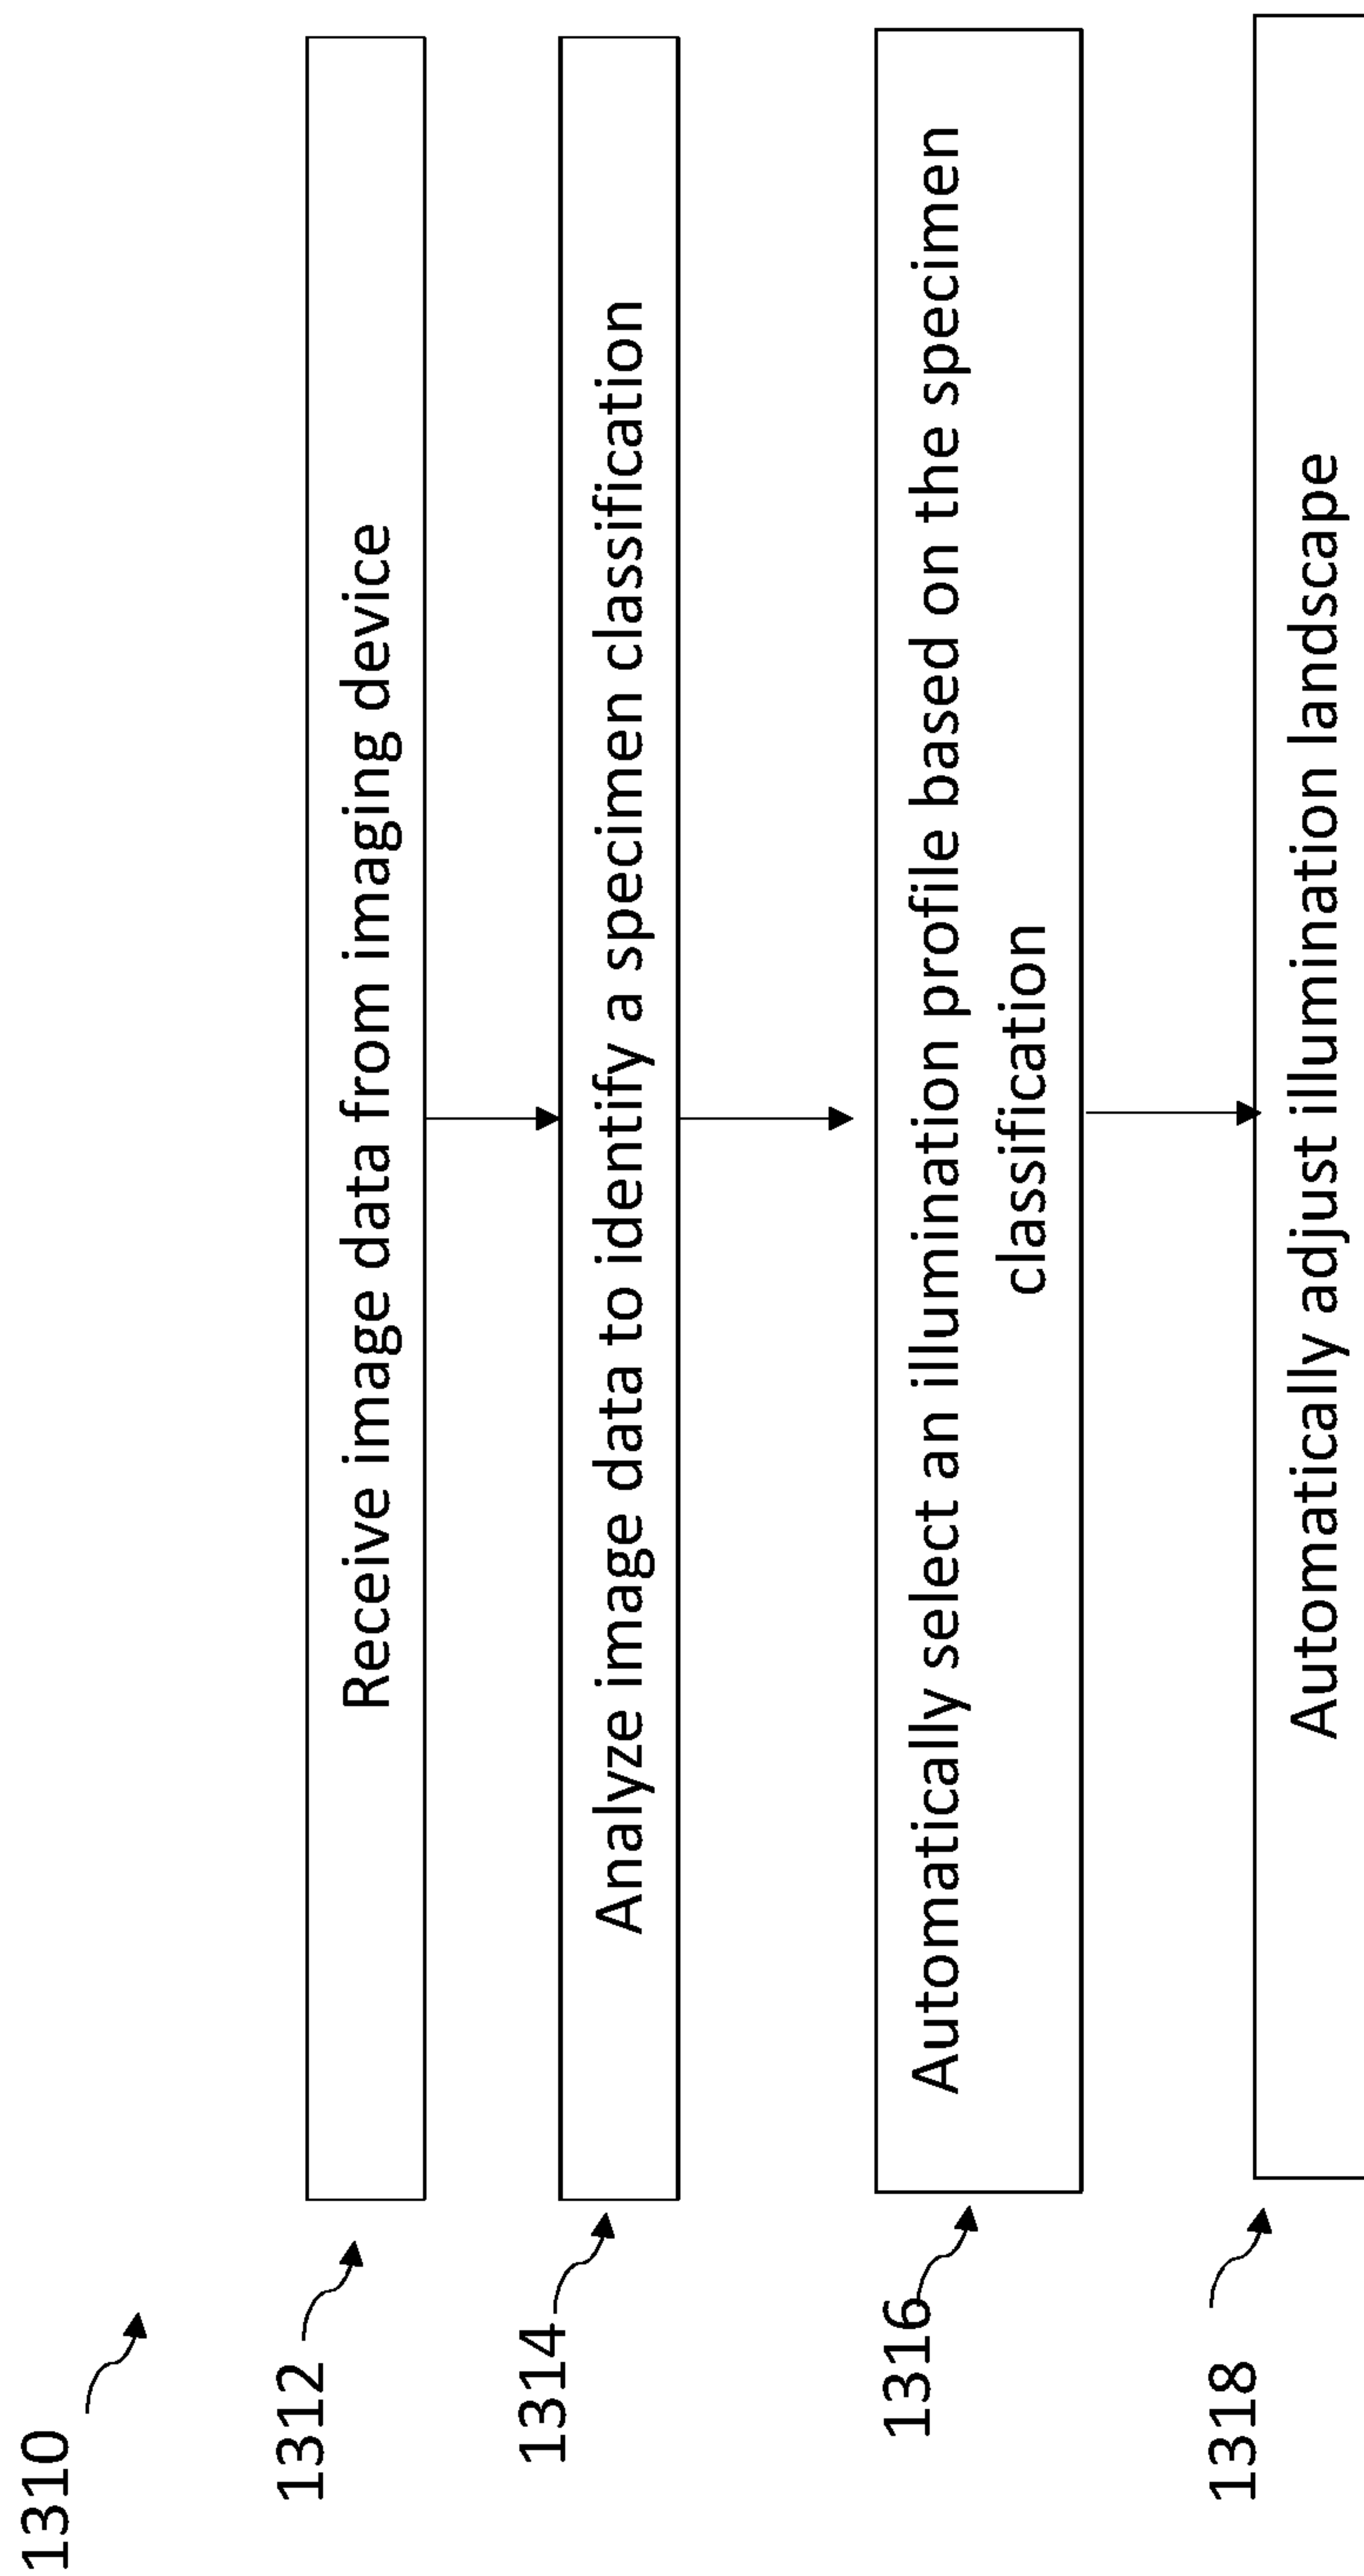 1310
1312
Receive image data from imaging device
1314
Analyze image data to identify a specimen classification
1316
Automatically select an illumination profile based on the specimen
classification
1318
Automatically adjust illumination landscape